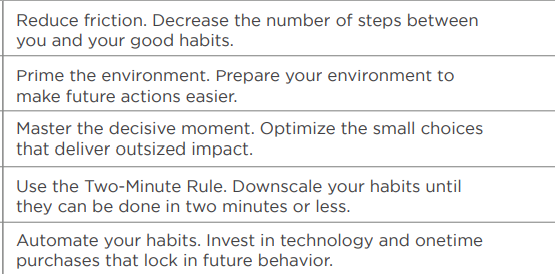 Reduce friction. Decrease the number of steps between
you and your good habits.
Prime the environment. Prepare your environment to
make future actions easier.
Master the decisive moment. Optimize the small choices
that deliver outsized impact.
Use the Two-Minute Rule. Downscale your habits until
they can be done in two minutes or less.
Automate your habits. Invest in technology and onetime
purchases that lock in future behavior.